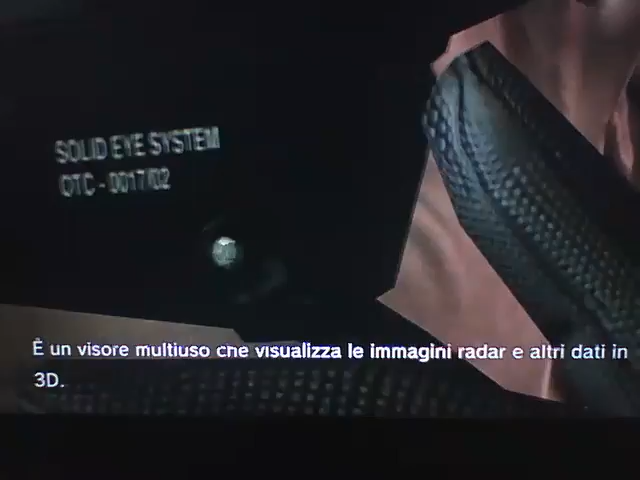 SOLID EYE SYSTEM
OTC - 0017/02
È un visore multiuso che visualizza le immagini radar e altri dati in
3D.